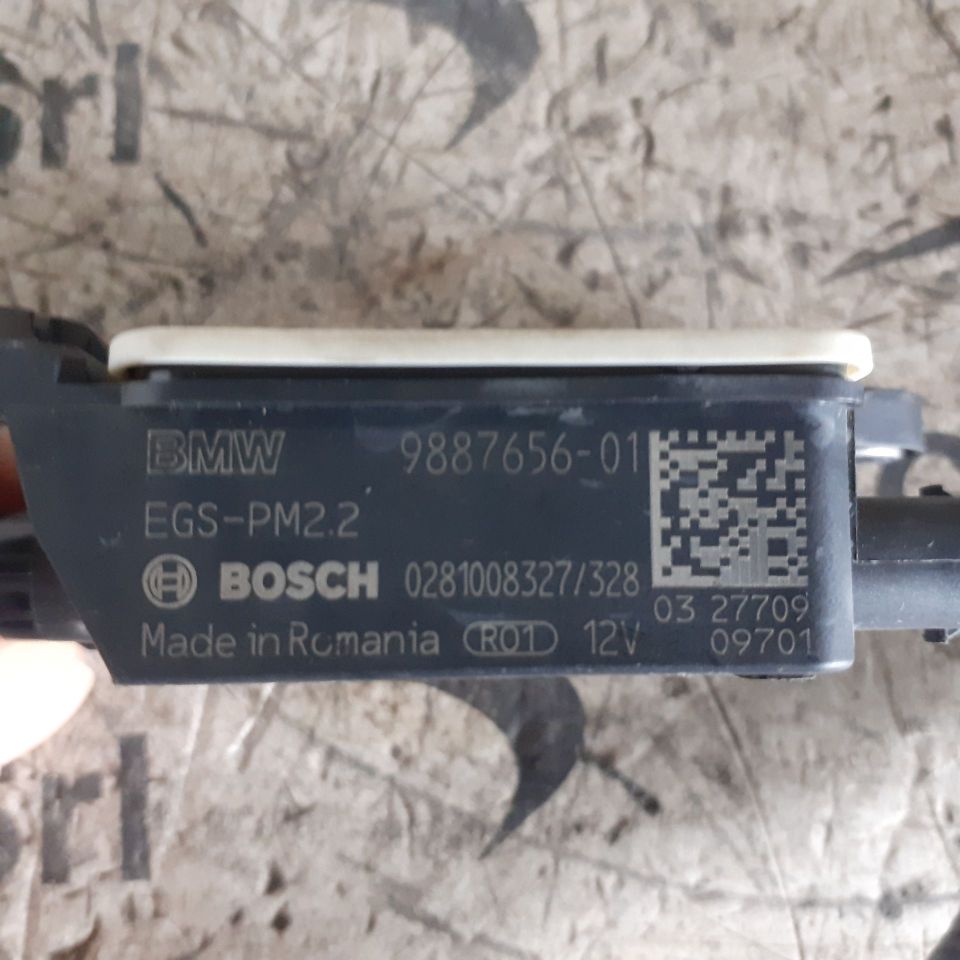 BMW 9887656-01
EGS-PM2.2
BOSCH 0281008327/328
03 27709
Made in Romania R01 12V
09701